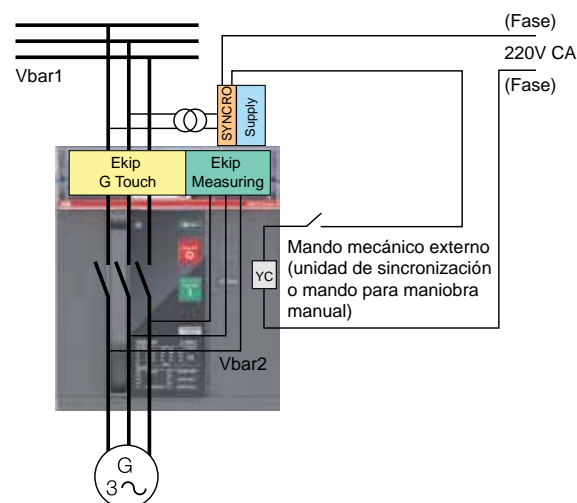 (Fase)
220V CA
(Fase)
Vbar1
SYNCRO
Supply
Ekip
G Touch
Ekip
Measuring
Mando mecánico externo
(unidad de sincronización
o mando para maniobra
manual)
YC
Vbar2
G
3